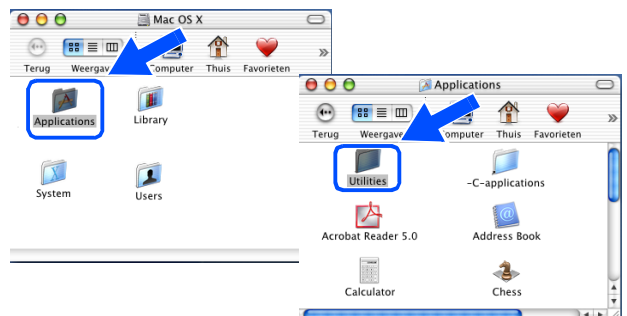 Mac OS X
Terug Weergav Computer Thuis Favorieten
Applications Library
System Users
Applications
Terug Weergave omputer Thuis Favorieten
Utilities -C-applications
Acrobat Reader 5.0 Address Book
Calculator Chess